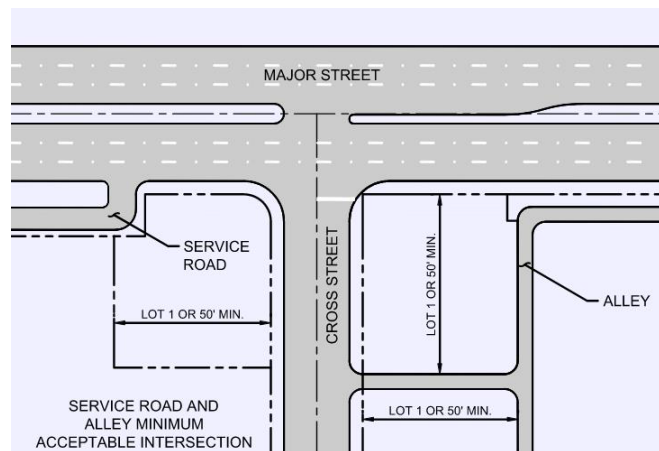 MAJOR STREET
SERVICE
ROAD
CROSS STREET
LOT 1 OR 50' MIN.
ALLEY
LOT 1 OR 50' MIN.
LOT 1 OR 50' MIN.
SERVICE ROAD AND
ALLEY MINIMUM
ACCEPTABLE INTERSECTION